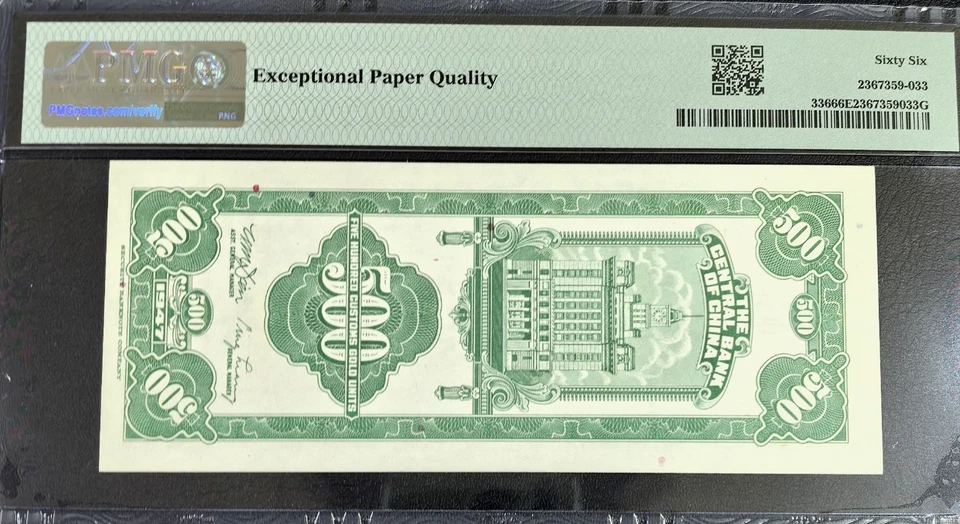 PMG
PMGnotes.com/verify
PNG
Exceptional Paper Quality
Sixty Six
2367359-033
33666E2367359033G
500
500
THE
CENTRAL BANK
OF CHINA
500
500
FIVE HUNDRED CUSTOMS GOLD UNITS
ASST. GENERAL MANAGER
GENERAL MANAGER
500
500
1947
500
SECURITY BANKNOTE COMPANY